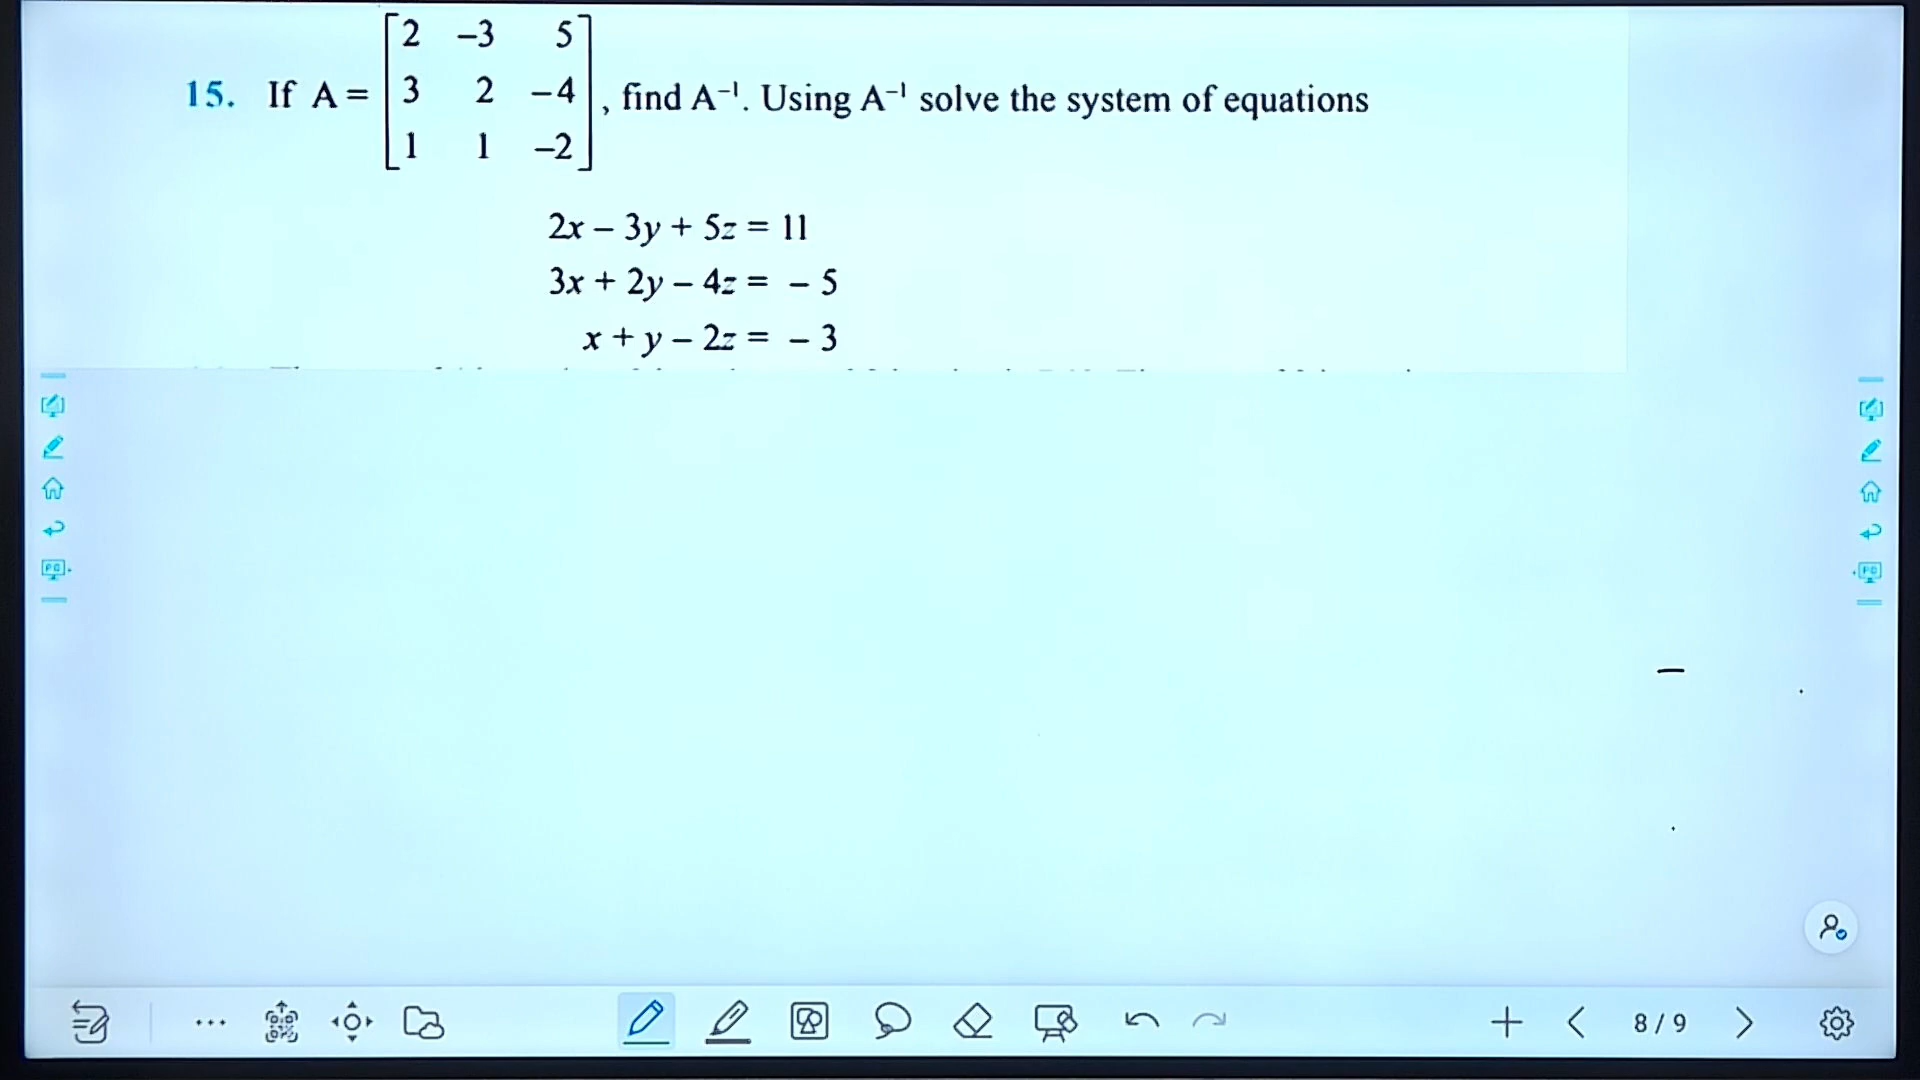 15. If A = [2 -3 5
3 2 -4
1 1 -2], find A⁻¹. Using A⁻¹ solve the system of equations
2x – 3y + 5z = 11
3x + 2y – 4z = – 5
x + y – 2z = – 3
8 / 9